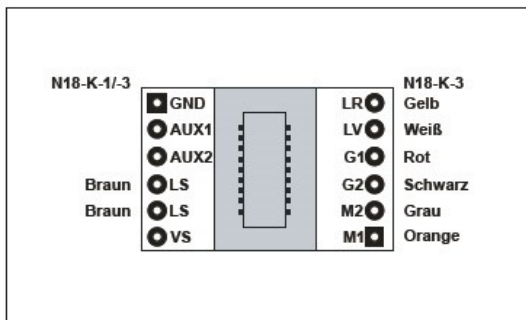 N18-K-1/-3 N18-K-3
GND LR Gelb
AUX1 LV Weiß
AUX2 G1 Rot
Braun LS G2 Schwarz
Braun LS M2 Grau
VS M1 Orange